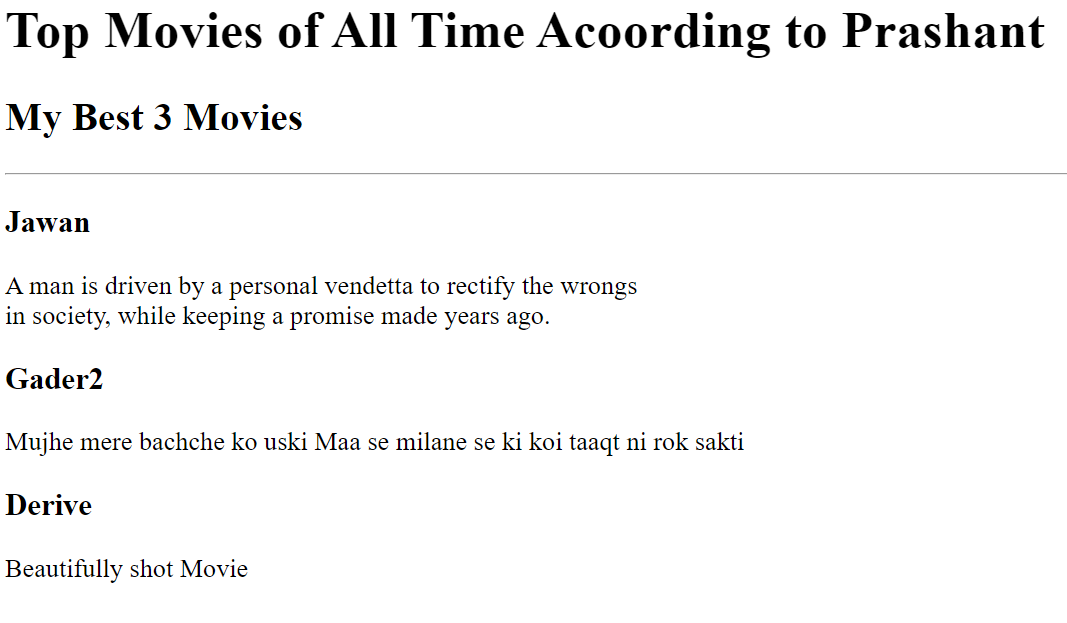 Top Movies of All Time Acoording to Prashant
My Best 3 Movies
Jawan
A man is driven by a personal vendetta to rectify the wrongs
in society, while keeping a promise made years ago.
Gader2
Mujhe mere bachche ko uski Maa se milane se ki koi taaqt ni rok sakti
Derive
Beautifully shot Movie